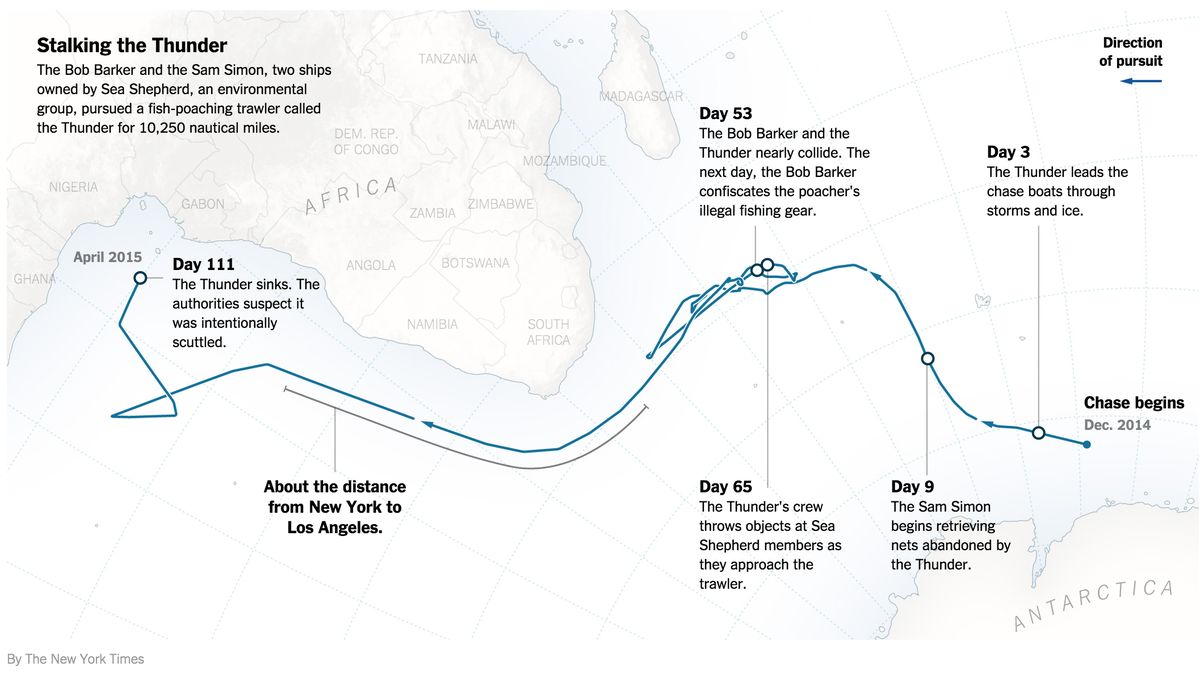 Stalking the Thunder
The Bob Barker and the Sam Simon, two ships
owned by Sea Shepherd, an environmental
group, pursued a fish-poaching trawler called
the Thunder for 10,250 nautical miles.
Direction
of pursuit
TANZANIA
MADAGASCAR
DEM. REP.
OF CONGO
MALAWI
MOZAMBIQUE
NIGERIA
GABON
AFRICA
ZAMBIA
ZIMBABWE
GHANA
ANGOLA
BOTSWANA
NAMIBIA
SOUTH
AFRICA
Day 53
The Bob Barker and the
Thunder nearly collide. The
next day, the Bob Barker
confiscates the poacher's
illegal fishing gear.
Day 3
The Thunder leads the
chase boats through
storms and ice.
April 2015
Day 111
The Thunder sinks. The
authorities suspect it
was intentionally
scuttled.
Chase begins
Dec. 2014
About the distance
from New York to
Los Angeles.
Day 65
The Thunder's crew
throws objects at Sea
Shepherd members as
they approach the
trawler.
Day 9
The Sam Simon
begins retrieving
nets abandoned by
the Thunder.
ANTARCTICA
By The New York Times